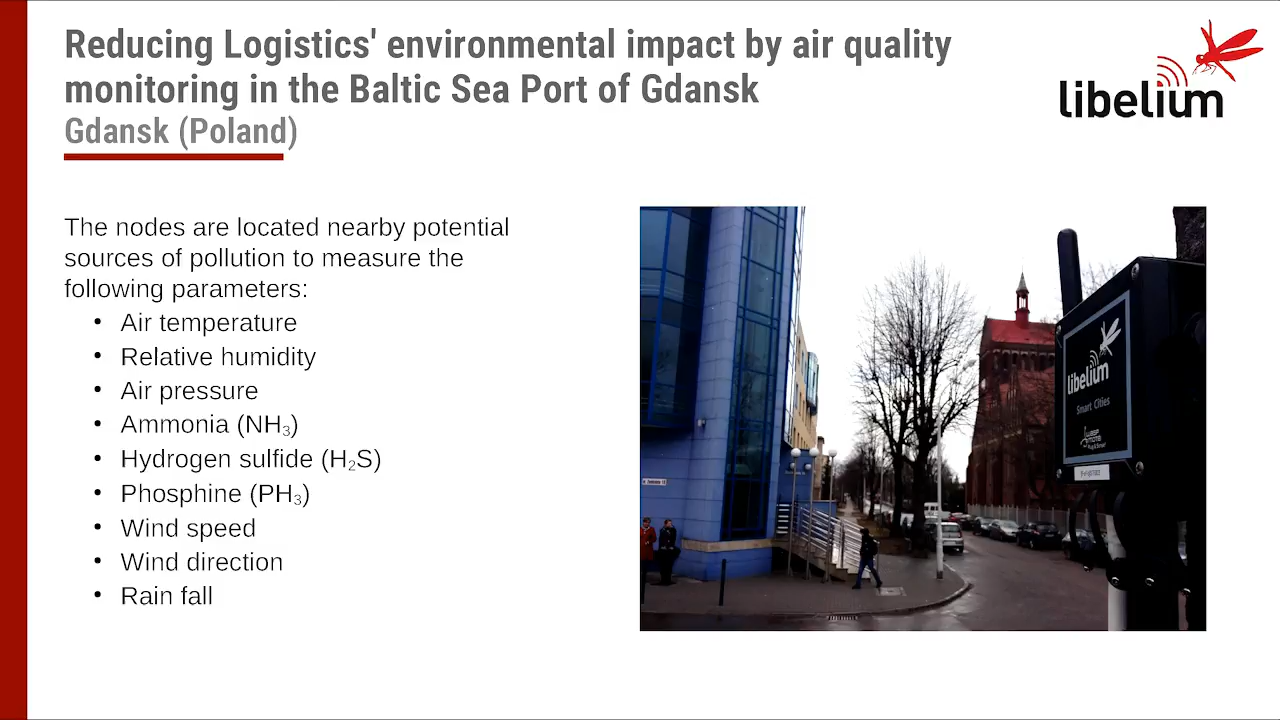 Reducing Logistics' environmental impact by air quality
monitoring in the Baltic Sea Port of Gdansk
Gdansk (Poland)
libelium
The nodes are located nearby potential
sources of pollution to measure the
following parameters:
• Air temperature
• Relative humidity
• Air pressure
• Ammonia (NH₃)
• Hydrogen sulfide (H₂S)
• Phosphine (PH₃)
• Wind speed
• Wind direction
• Rain fall
libelium
Smart Cities